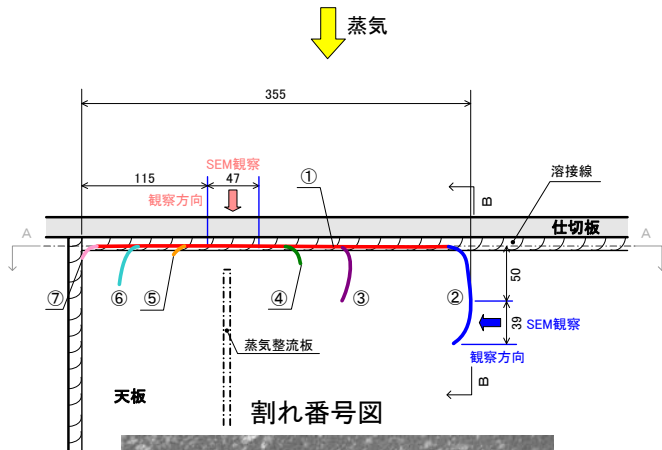 蒸気
355
SEM観察
115
47
観察方向
①
溶接線
B
仕切板
A
A
⑦
⑥
⑤
④
③
②
50
39
SEM観察
観察方向
蒸気整流板
B
天板
割れ番号図